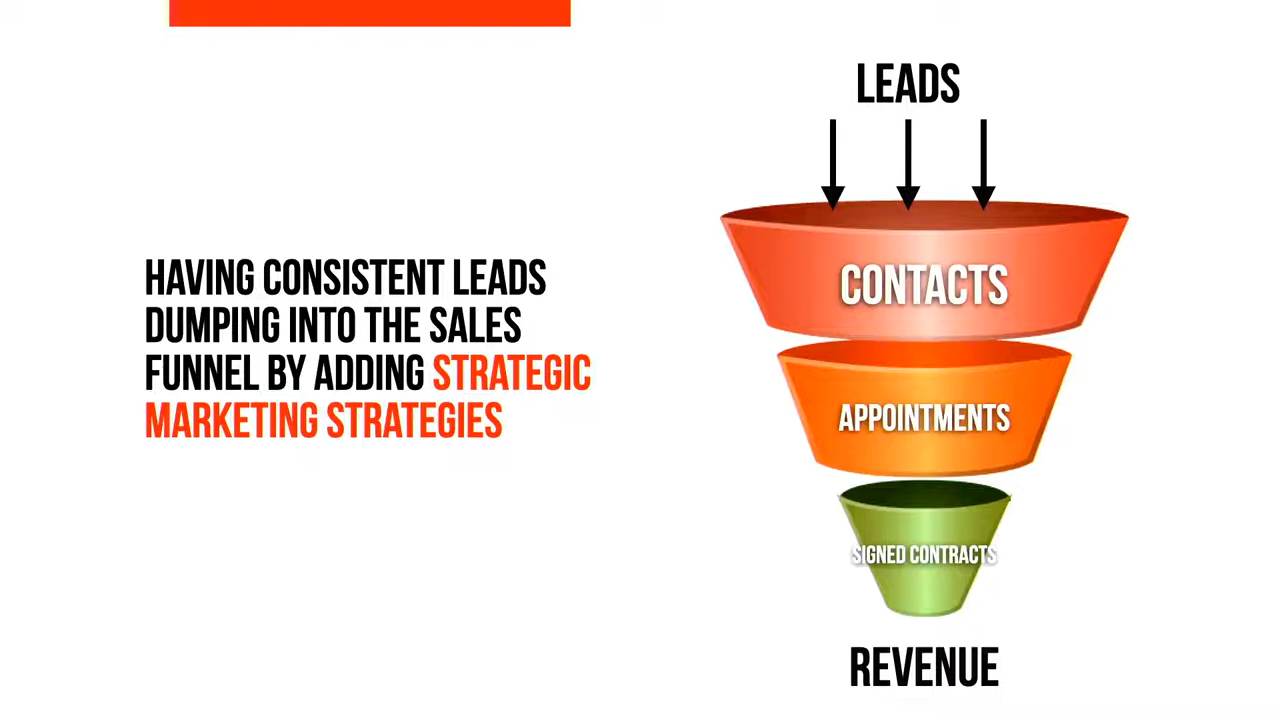 HAVING CONSISTENT LEADS
DUMPING INTO THE SALES
FUNNEL BY ADDING STRATEGIC
MARKETING STRATEGIES
LEADS
CONTACTS
APPOINTMENTS
SIGNED CONTRACTS
REVENUE